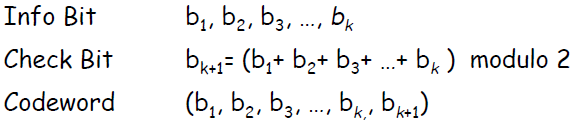 Info Bit b₁, b₂, b₃, …, bₖ
Check Bit bₖ₊₁= (b₁+ b₂+ b₃+ …+ bₖ ) modulo 2
Codeword (b₁, b₂, b₃, …, bₖ,, bₖ₊₁)